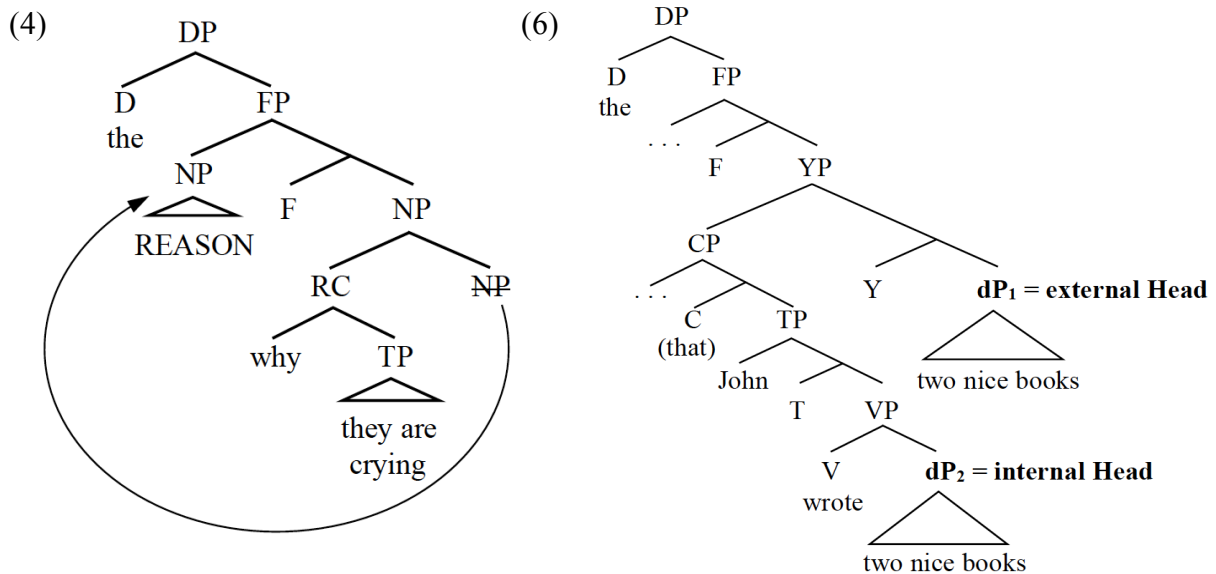 (4)
DP
D FP
the
NP F NP
REASON
RC N̶P̶
why TP
they are
crying
(6)
DP
D FP
the
. . . F YP
CP Y dP₁ = external Head
. . . C TP two nice books
(that)
John T VP
V dP₂ = internal Head
wrote
two nice books